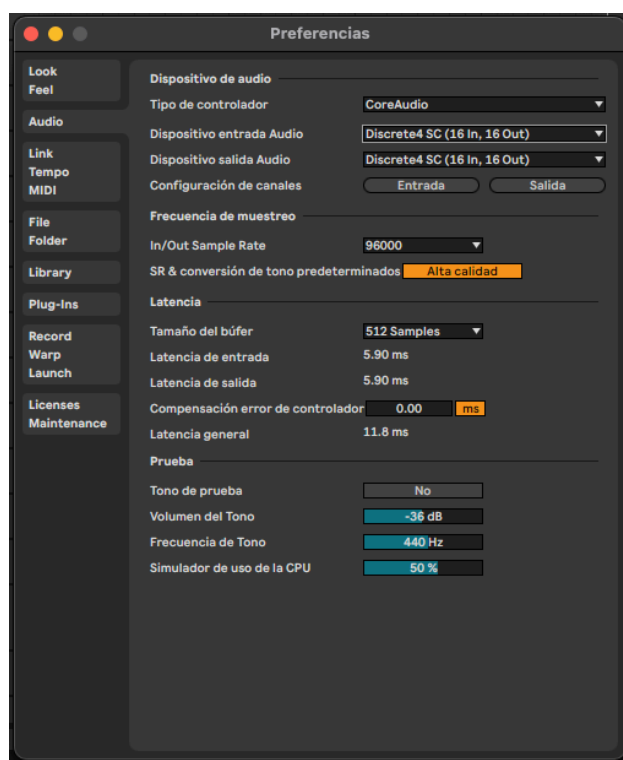 Preferencias
Look
Feel
Audio
Link
Tempo
MIDI
File
Folder
Library
Plug-Ins
Record
Warp
Launch
Licenses
Maintenance
Dispositivo de audio
Tipo de controlador CoreAudio
Dispositivo entrada Audio Discrete4 SC (16 In, 16 Out)
Dispositivo salida Audio Discrete4 SC (16 In, 16 Out)
Configuración de canales Entrada Salida
Frecuencia de muestreo
In/Out Sample Rate 96000
SR & conversión de tono predeterminados Alta calidad
Latencia
Tamaño del búfer 512 Samples
Latencia de entrada 5.90 ms
Latencia de salida 5.90 ms
Compensación error de controlador 0.00 ms
Latencia general 11.8 ms
Prueba
Tono de prueba No
Volumen del Tono -36 dB
Frecuencia de Tono 440 Hz
Simulador de uso de la CPU 50 %